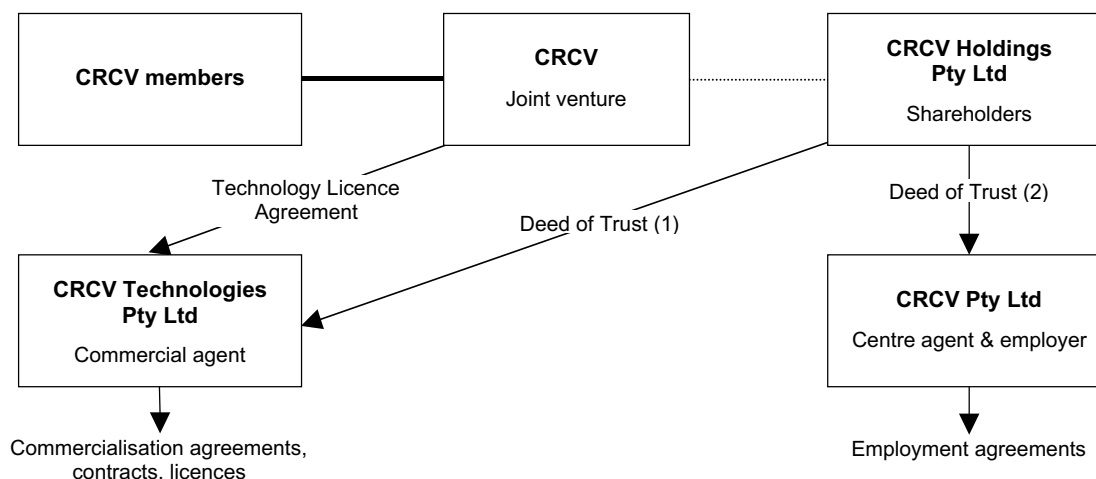 CRCV members
CRCV
Joint venture
CRCV Holdings
Pty Ltd
Shareholders
Technology Licence
Agreement
Deed of Trust (1)
Deed of Trust (2)
CRCV Technologies
Pty Ltd
Commercial agent
CRCV Pty Ltd
Centre agent & employer
Commercialisation agreements,
contracts, licences
Employment agreements